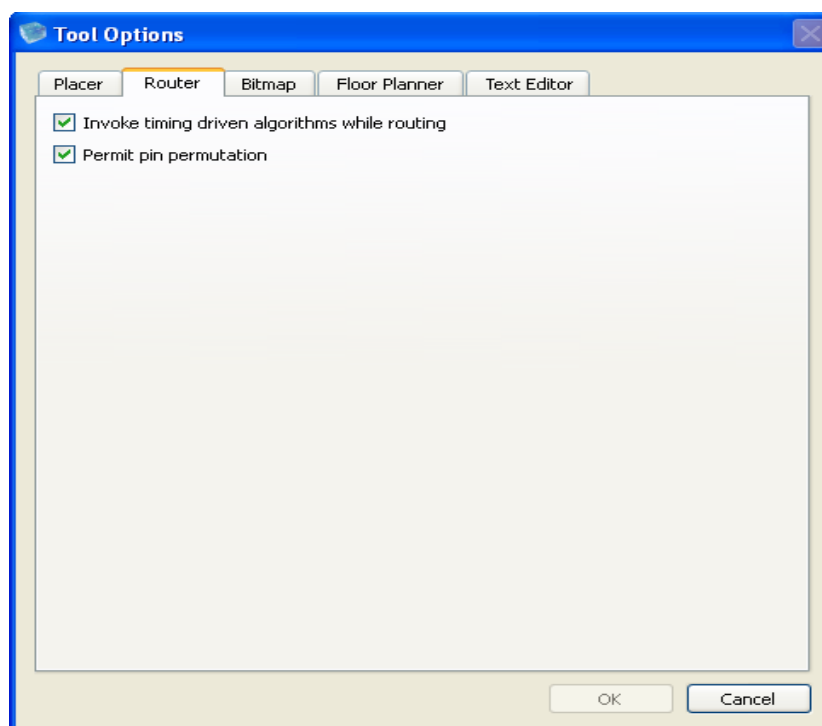 Tool Options
Placer Router Bitmap Floor Planner Text Editor
Invoke timing driven algorithms while routing
Permit pin permutation
OK Cancel